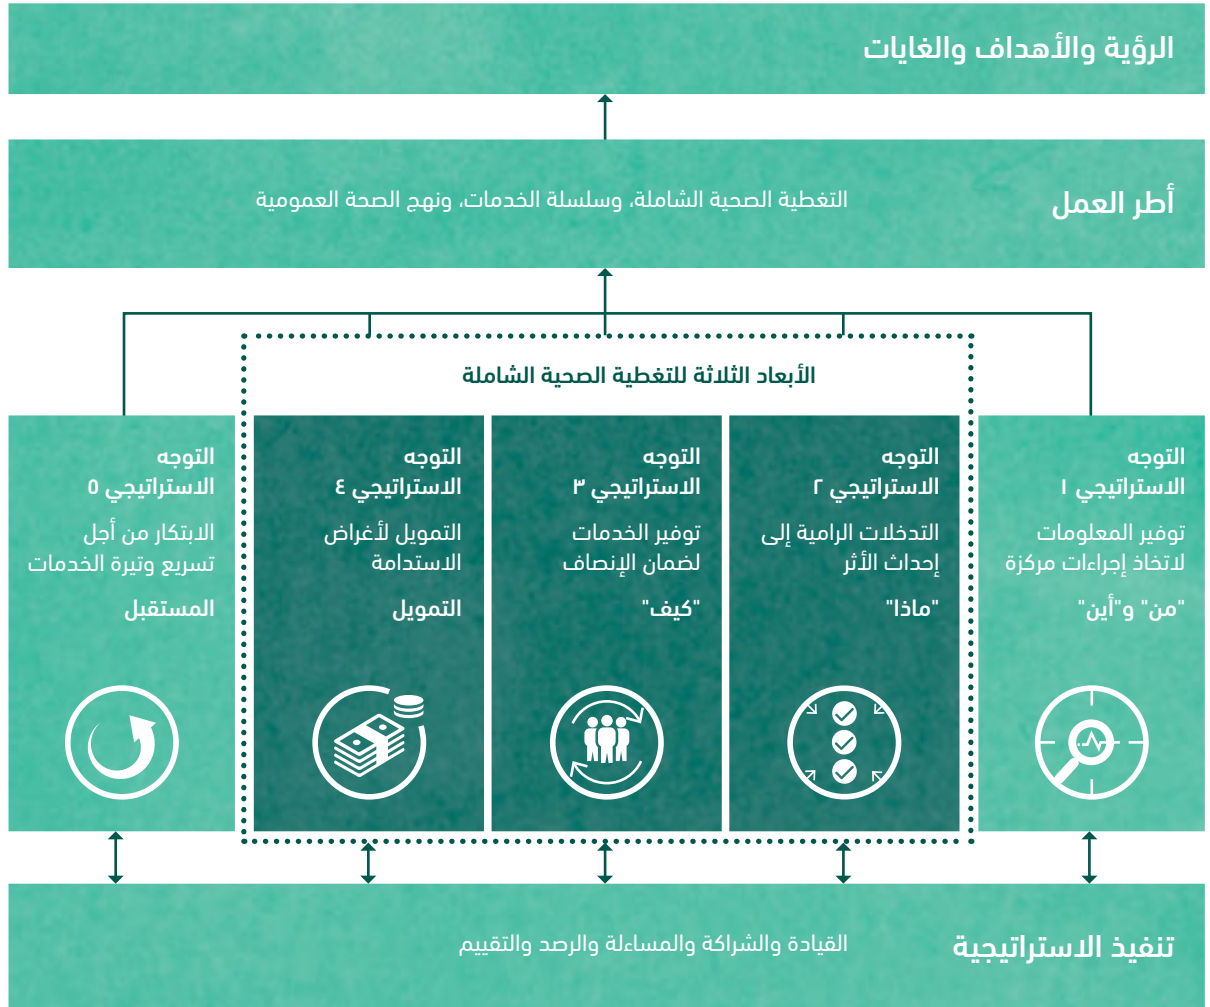 الرؤية والأهداف والغايات
أطر العمل
التغطية الصحية الشاملة، وسلسلة الخدمات، ونهج الصحة العمومية
الأبعاد الثلاثة للتغطية الصحية الشاملة
التوجه
الاستراتيجي ١
توفير المعلومات
لاتخاذ إجراءات مركزة
"من" و"أين"
التوجه
الاستراتيجي ٢
التدخلات الرامية إلى
إحداث الأثر
"ماذا"
التوجه
الاستراتيجي ٣
توفير الخدمات
لضمان الإنصاف
"كيف"
التوجه
الاستراتيجي ٤
التمويل لأغراض
الاستدامة
التمويل
التوجه
الاستراتيجي ٥
الابتكار من أجل
تسريع وتيرة الخدمات
المستقبل
تنفيذ الاستراتيجية
القيادة والشراكة والمساءلة والرصد والتقييم